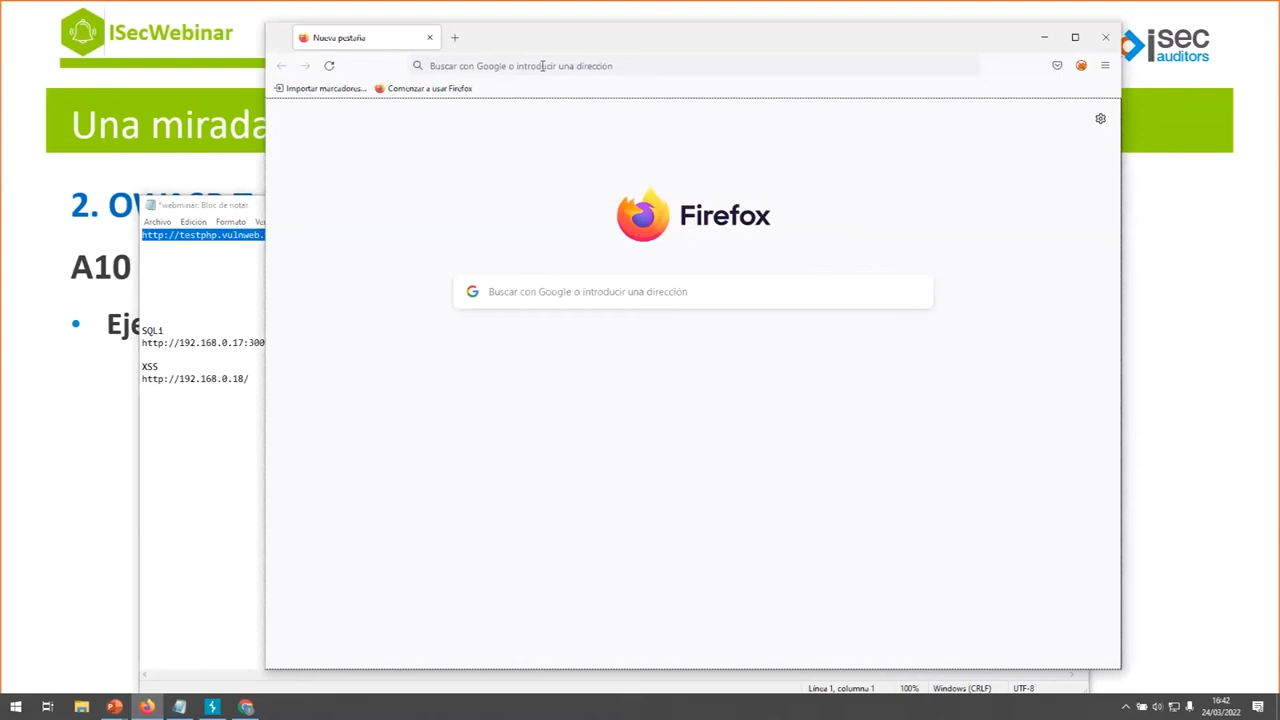 ISecWebinar
isec
auditors
Una mirada
2. OWASP T
A10
Eje
Nueva pestaña
Buscar con Google o introducir una dirección
Importar marcadores...
Comenzar a usar Firefox
Firefox
Buscar con Google o introducir una dirección
*webminar: Bloc de notas
Archivo Edición Formato Ver
http://testphp.vulnweb.
SQLi
http://192.168.0.17:300
XSS
http://192.168.0.18/
Línea 1, columna 1 100% Windows (CRLF) UTF-8
16:42
24/03/2022